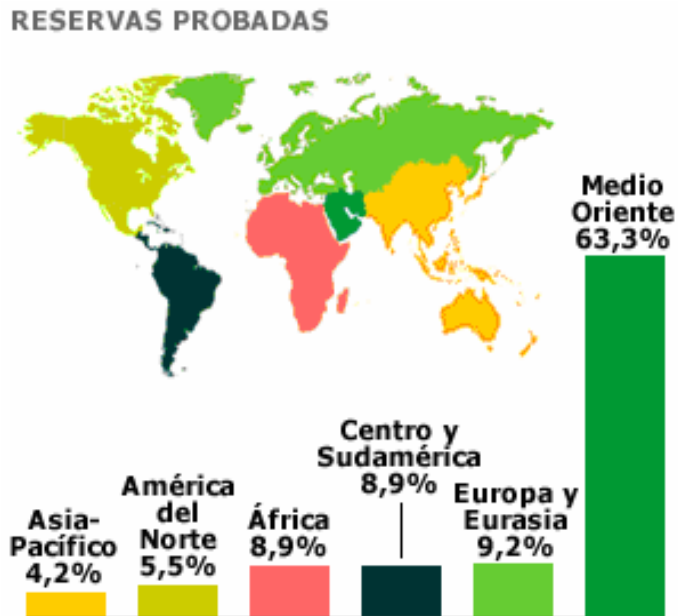 RESERVAS PROBADAS
Medio
Oriente
63,3%
Centro y
Sudamérica
8,9%
Europa y
Eurasia
9,2%
América
del
Norte
5,5%
África
8,9%
Asia-
Pacífico
4,2%